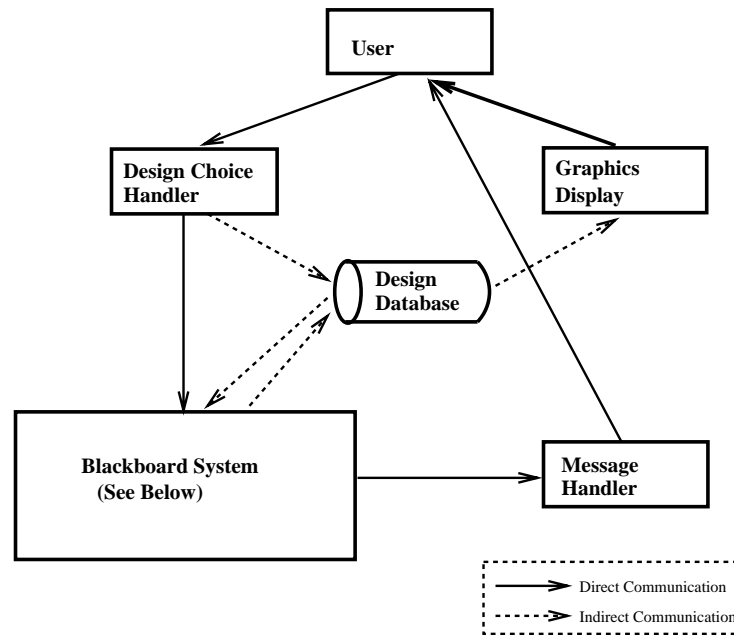 User
Design Choice
Handler
Graphics
Display
Design
Database
Blackboard System
(See Below)
Message
Handler
Direct Communication
Indirect Communication